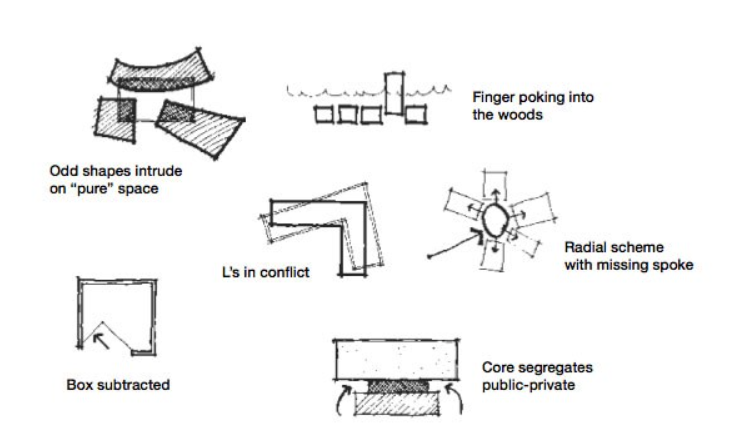 Finger poking into
the woods
Odd shapes intrude
on “pure” space
L's in conflict
Radial scheme
with missing spoke
Box subtracted
Core segregates
public-private